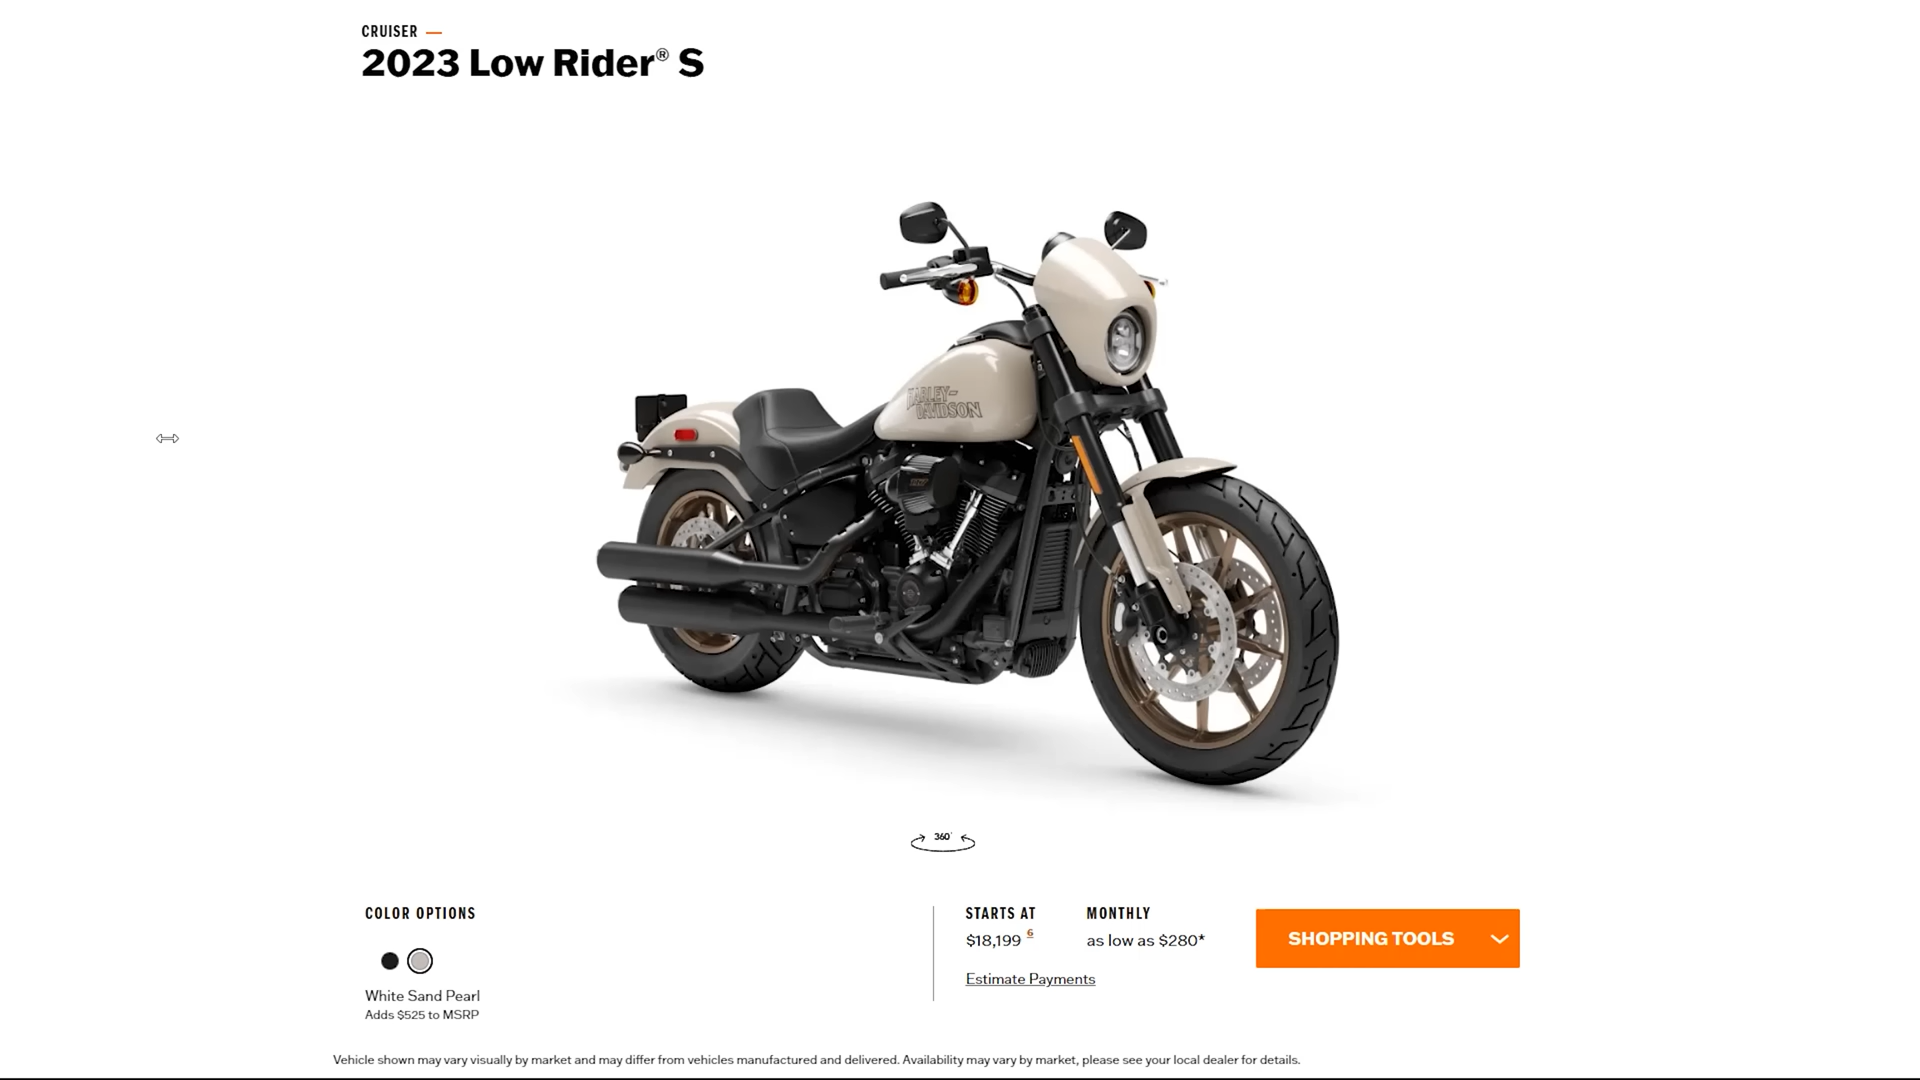 CRUISER
2023 Low Rider® S
HARLEY-
DAVIDSON
360°
COLOR OPTIONS
White Sand Pearl
Adds $525 to MSRP
STARTS AT
$18,199 6
Estimate Payments
MONTHLY
as low as $280*
SHOPPING TOOLS
Vehicle shown may vary visually by market and may differ from vehicles manufactured and delivered. Availability may vary by market, please see your local dealer for details.